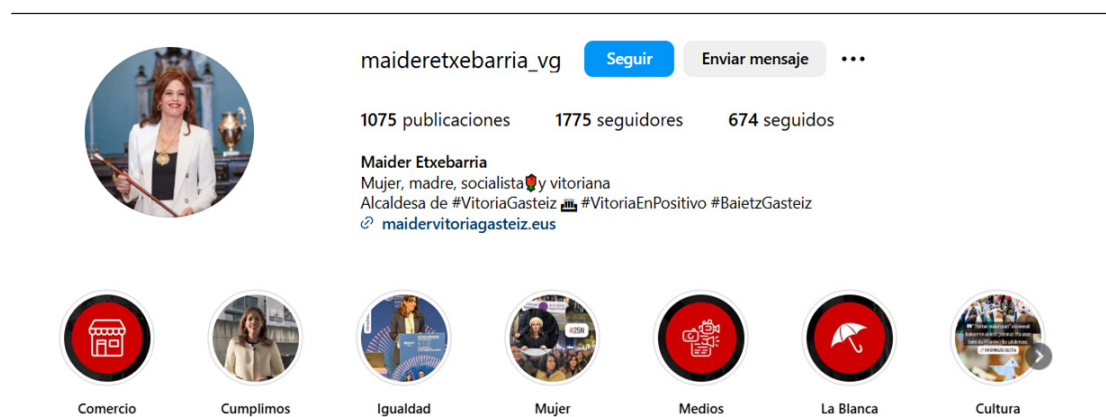 maideretxebarria_vg Seguir Enviar mensaje
1075 publicaciones 1775 seguidores 674 seguidos
Maider Etxebarria
Mujer, madre, socialista🌹y vitoriana
Alcaldesa de #VitoriaGasteiz #VitoriaEnPositivo #BaietzGasteiz
maidervitoriagasteiz.eus
#25N
Comercio Cumplimos Igualdad Mujer Medios La Blanca Cultura